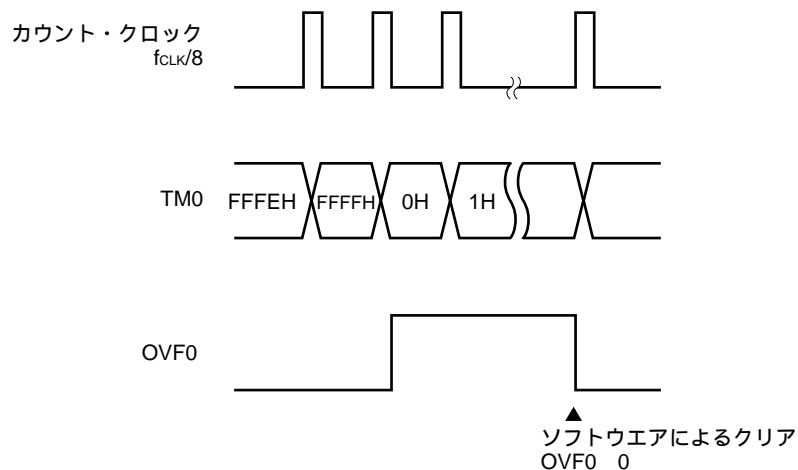 カウント・クロック
fCLK/8
TM0 FFFEH FFFFH 0H 1H
OVF0
ソフトウエアによるクリア
OVF0 0